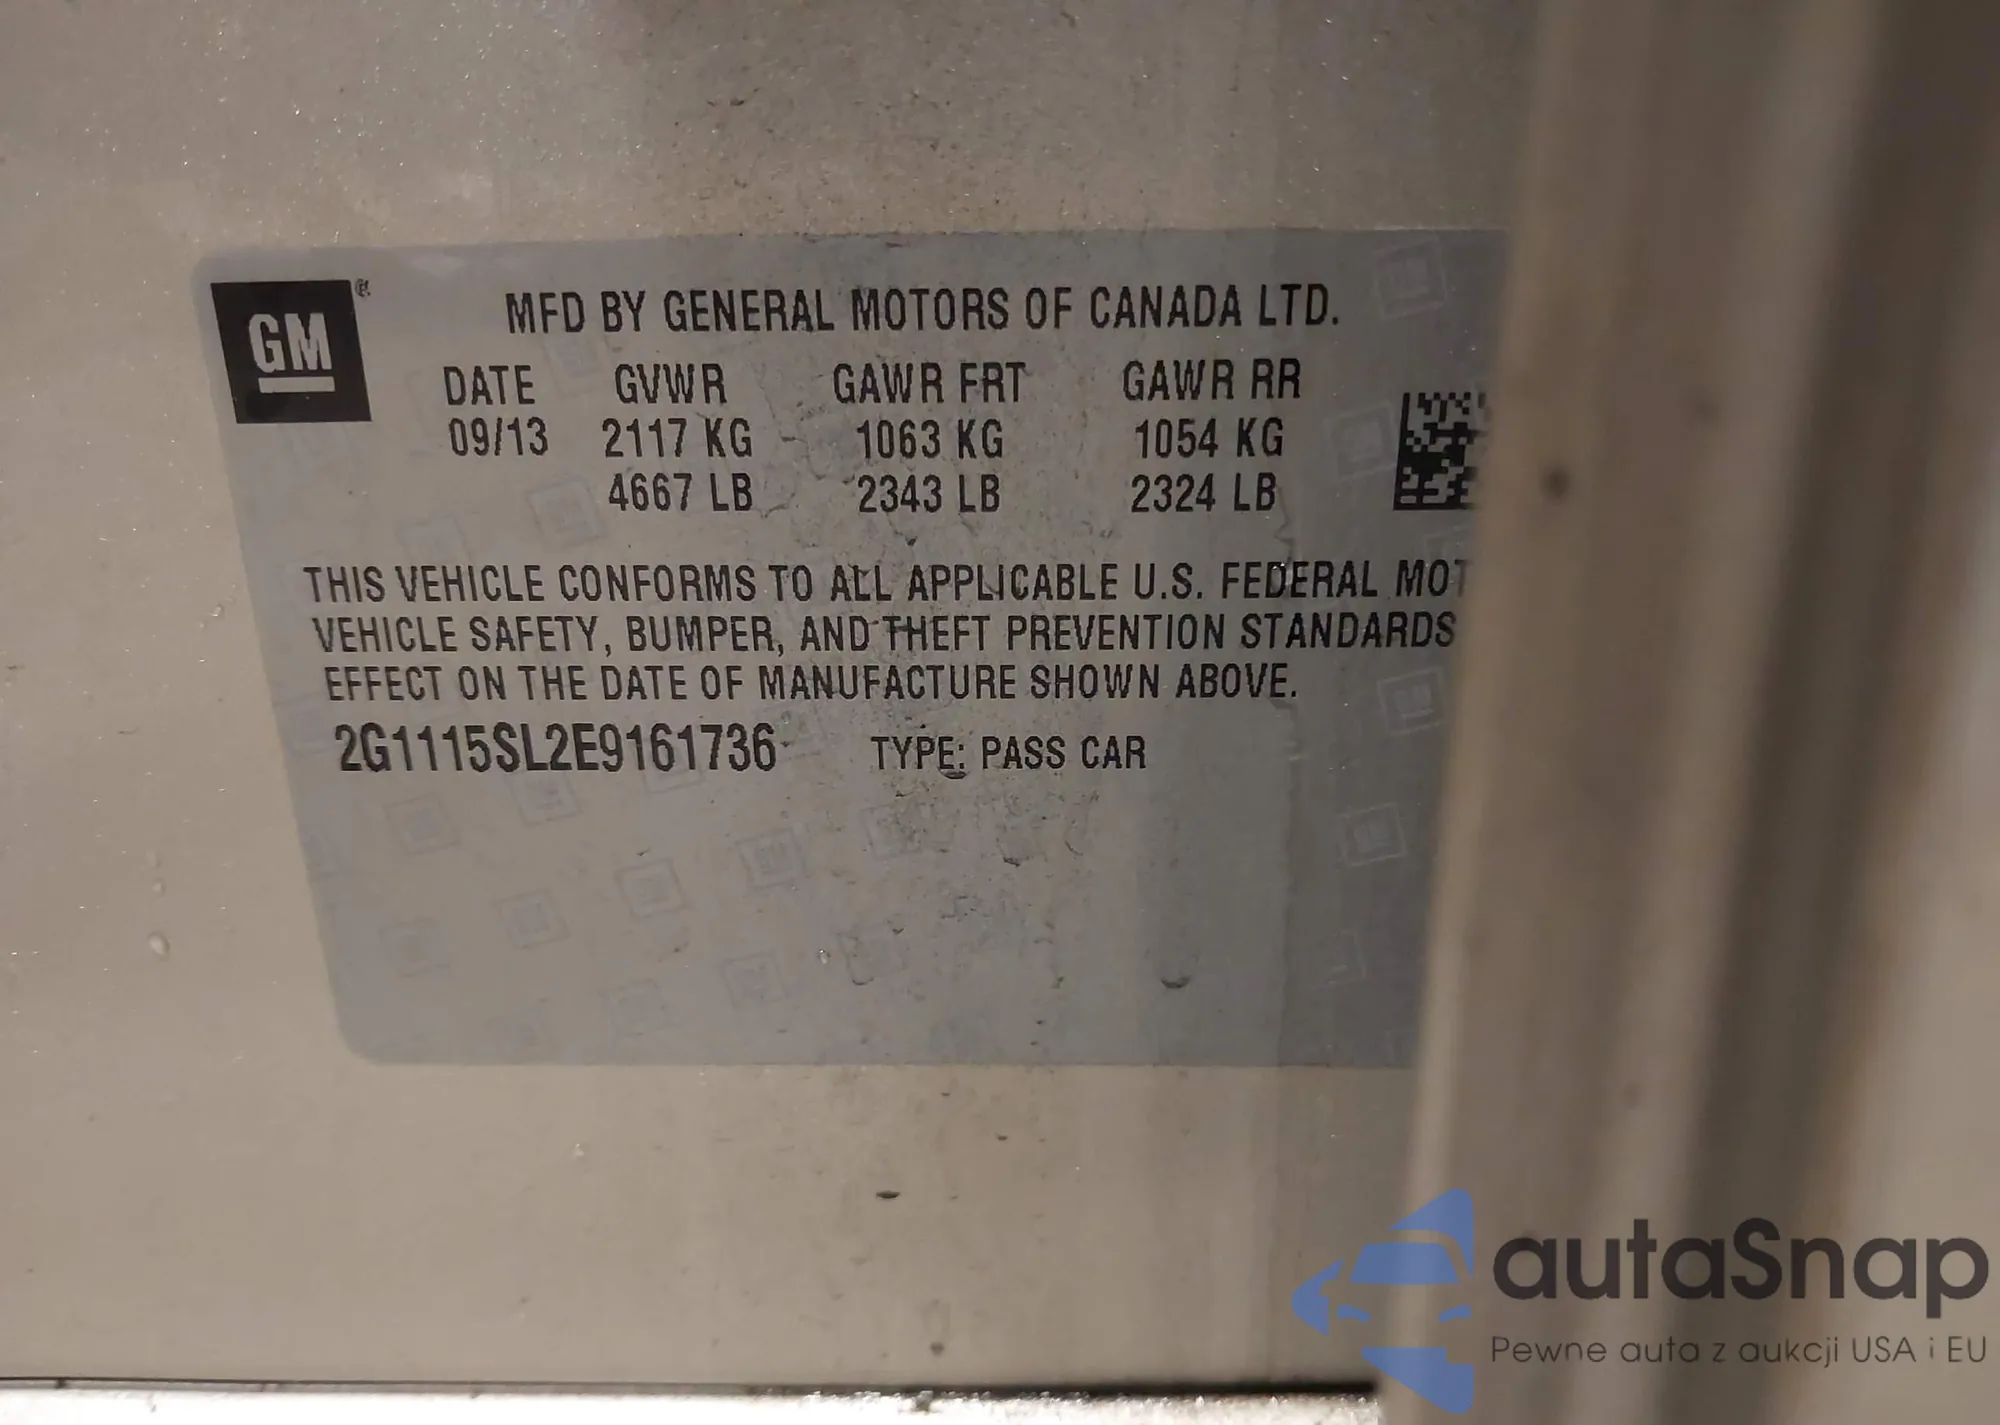 GM ®
MFD BY GENERAL MOTORS OF CANADA LTD.
DATE GVWR GAWR FRT GAWR RR
09/13 2117 KG 1063 KG 1054 KG
4667 LB 2343 LB 2324 LB
THIS VEHICLE CONFORMS TO ALL APPLICABLE U.S. FEDERAL MOT
VEHICLE SAFETY, BUMPER, AND THEFT PREVENTION STANDARDS
EFFECT ON THE DATE OF MANUFACTURE SHOWN ABOVE.
2G1115SL2E9161736 TYPE: PASS CAR
autaSnap
Pewne auta z aukcji USA i EU